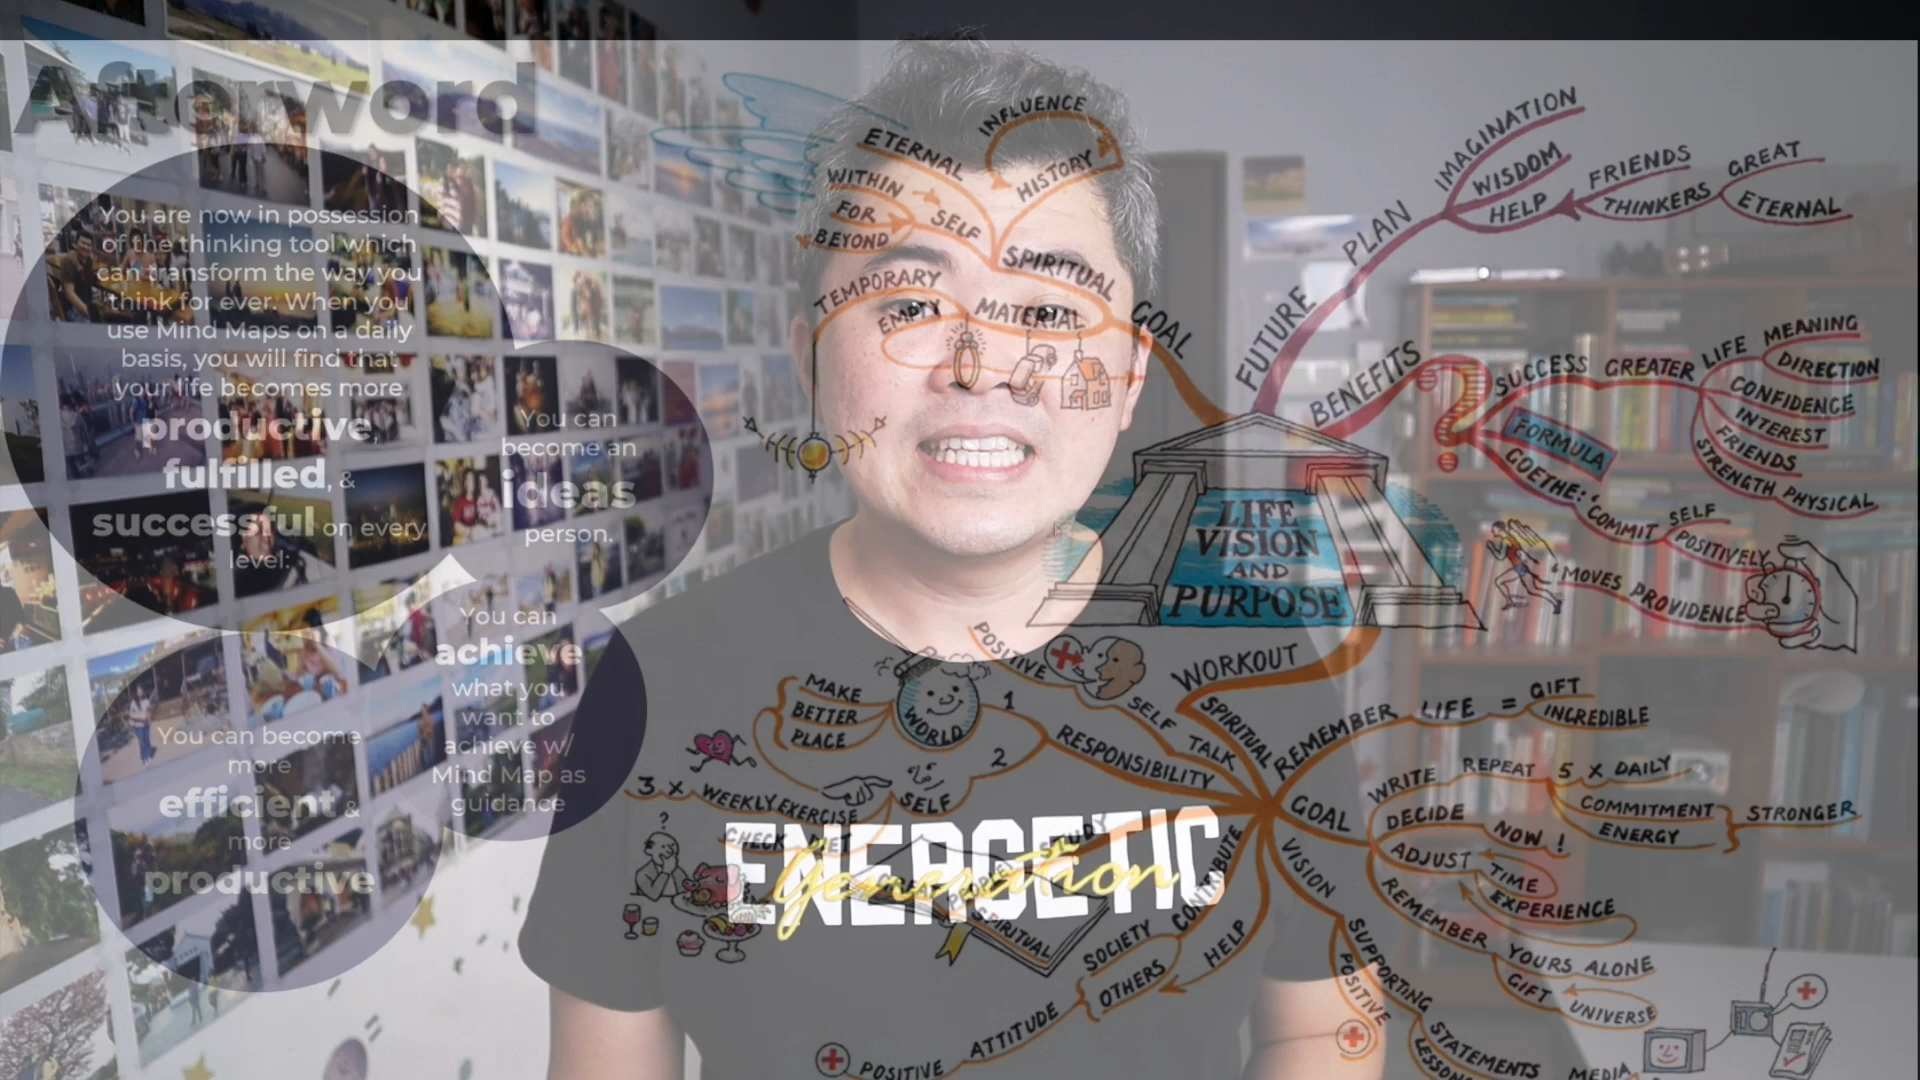 Afterword
You are now in possession
of the thinking tool which
can transform the way you
think for ever. When you
use Mind Maps on a daily
basis, you will find that
your life becomes more
productive,
fulfilled, &
successful on every
level:
You can
become an
ideas
person.
You can
achieve
what you
want to
achieve w/
Mind Map as
guidance
You can become
more
efficient &
more
productive
LIFE
VISION
AND
PURPOSE
GOAL
SPIRITUAL
HISTORY
INFLUENCE
SELF
ETERNAL
WITHIN
FOR
BEYOND
MATERIAL
TEMPORARY
EMPTY
FUTURE
PLAN
IMAGINATION
WISDOM
HELP
FRIENDS
THINKERS
GREAT
ETERNAL
BENEFITS
?
SUCCESS
GREATER
LIFE
MEANING
DIRECTION
CONFIDENCE
INTEREST
FRIENDS
STRENGTH PHYSICAL
FORMULA
GOETHE:
'COMMIT
SELF
POSITIVELY
'MOVES PROVIDENCE'
WORKOUT
SPIRITUAL
REMEMBER
LIFE
=
GIFT
INCREDIBLE
GOAL
WRITE
REPEAT
5 X DAILY
COMMITMENT
ENERGY
STRONGER
DECIDE
NOW !
ADJUST
TIME
EXPERIENCE
REMEMBER
YOURS ALONE
GIFT
UNIVERSE
VISION
SUPPORTING
POSITIVE
STATEMENTS
LESSONS
MEDIA
CONTRIBUTE
SOCIETY
HELP
OTHERS
ATTITUDE
POSITIVE
STUDY
SPIRITUAL
RESPONSIBILITY
1
WORLD
MAKE
BETTER
PLACE
2
SELF
3 X WEEKLY EXERCISE
CHECK
?
TALK
SELF
POSITIVE
ENERGETIC
Generation